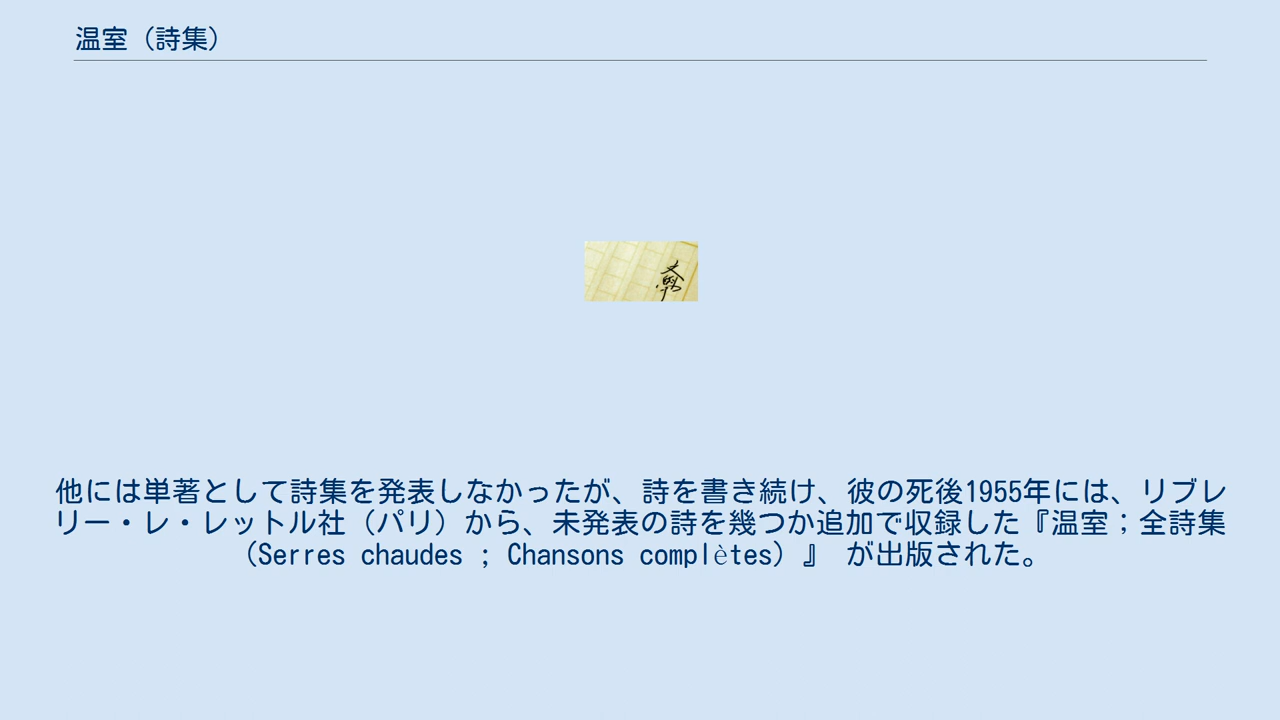 温室（詩集）
他には単著として詩集を発表しなかったが、詩を書き続け、彼の死後1955年には、リブレ
リー・レ・レットル社（パリ）から、未発表の詩を幾つか追加で収録した『温室；全詩集
（Serres chaudes ; Chansons complètes）』 が出版された。